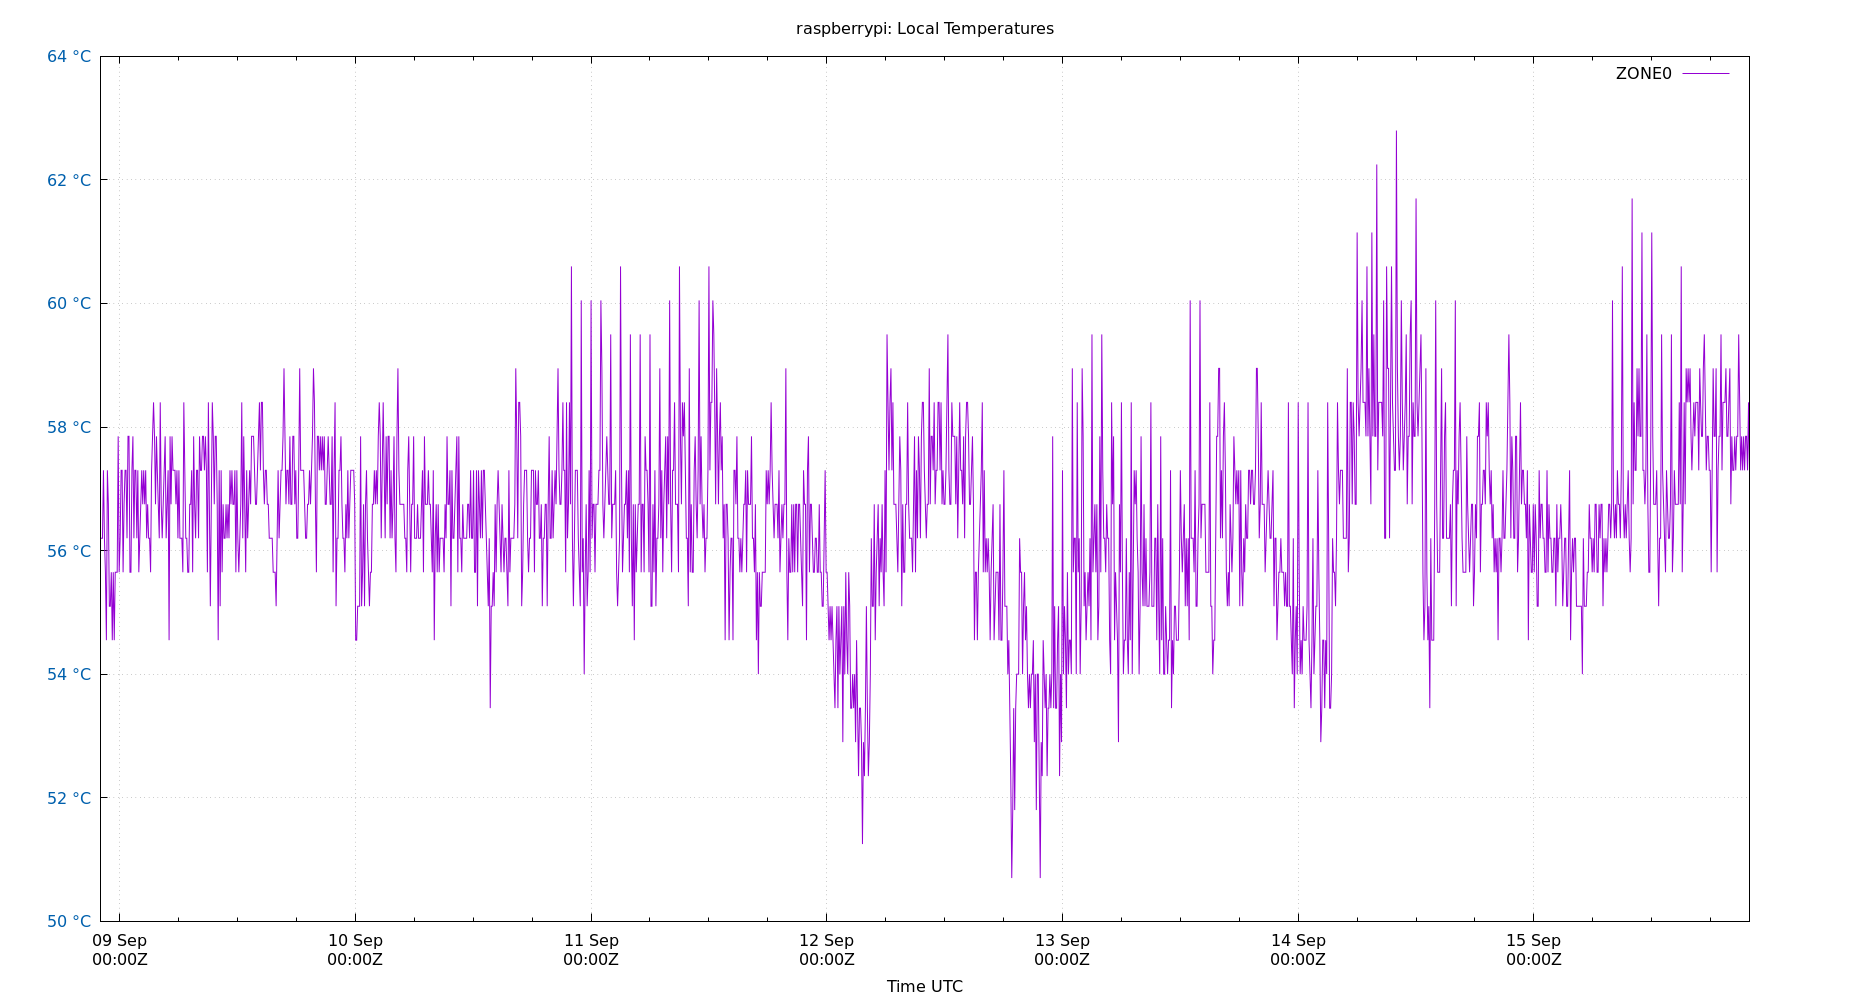 raspberrypi: Local Temperatures
64 °C
ZONE0
62 °C
60 °C
58 °C
56 °C
54 °C
52 °C
50 °C
09 Sep 10 Sep 11 Sep 12 Sep 13 Sep 14 Sep 15 Sep
00:00Z 00:00Z 00:00Z 00:00Z 00:00Z 00:00Z 00:00Z
Time UTC